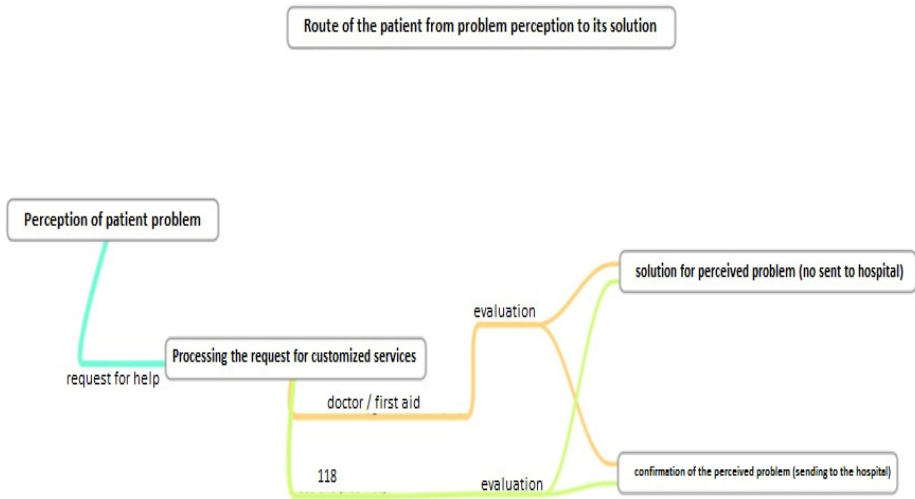 Route of the patient from problem perception to its solution
Perception of patient problem
solution for perceived problem (no sent to hospital)
evaluation
Processing the request for customized services
request for help
doctor / first aid
118
evaluation
confirmation of the perceived problem (sending to the hospital)